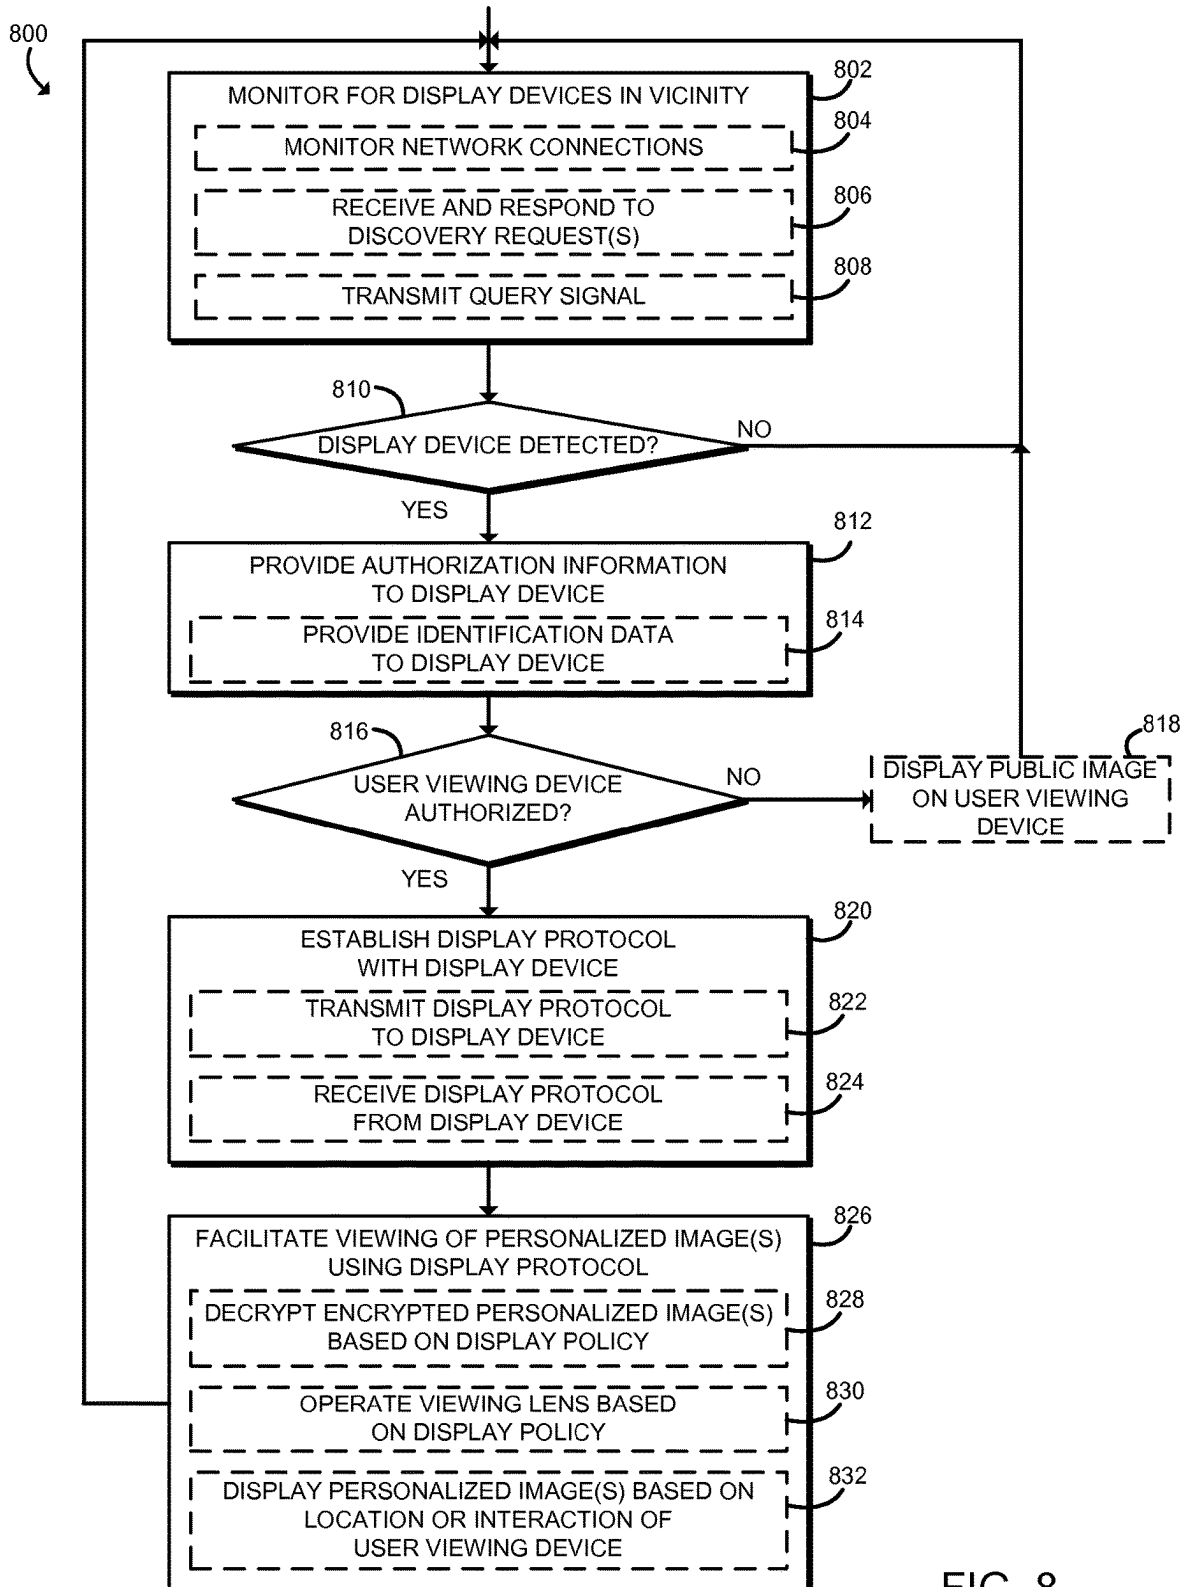 800
802
MONITOR FOR DISPLAY DEVICES IN VICINITY
804
MONITOR NETWORK CONNECTIONS
806
RECEIVE AND RESPOND TO
DISCOVERY REQUEST(S)
808
TRANSMIT QUERY SIGNAL
810
DISPLAY DEVICE DETECTED?
NO
YES
812
PROVIDE AUTHORIZATION INFORMATION
TO DISPLAY DEVICE
814
PROVIDE IDENTIFICATION DATA
TO DISPLAY DEVICE
816
USER VIEWING DEVICE
AUTHORIZED?
NO
818
DISPLAY PUBLIC IMAGE
ON USER VIEWING
DEVICE
YES
820
ESTABLISH DISPLAY PROTOCOL
WITH DISPLAY DEVICE
822
TRANSMIT DISPLAY PROTOCOL
TO DISPLAY DEVICE
824
RECEIVE DISPLAY PROTOCOL
FROM DISPLAY DEVICE
826
FACILITATE VIEWING OF PERSONALIZED IMAGE(S)
USING DISPLAY PROTOCOL
828
DECRYPT ENCRYPTED PERSONALIZED IMAGE(S)
BASED ON DISPLAY POLICY
830
OPERATE VIEWING LENS BASED
ON DISPLAY POLICY
832
DISPLAY PERSONALIZED IMAGE(S) BASED ON
LOCATION OR INTERACTION OF
USER VIEWING DEVICE
FIG. 8